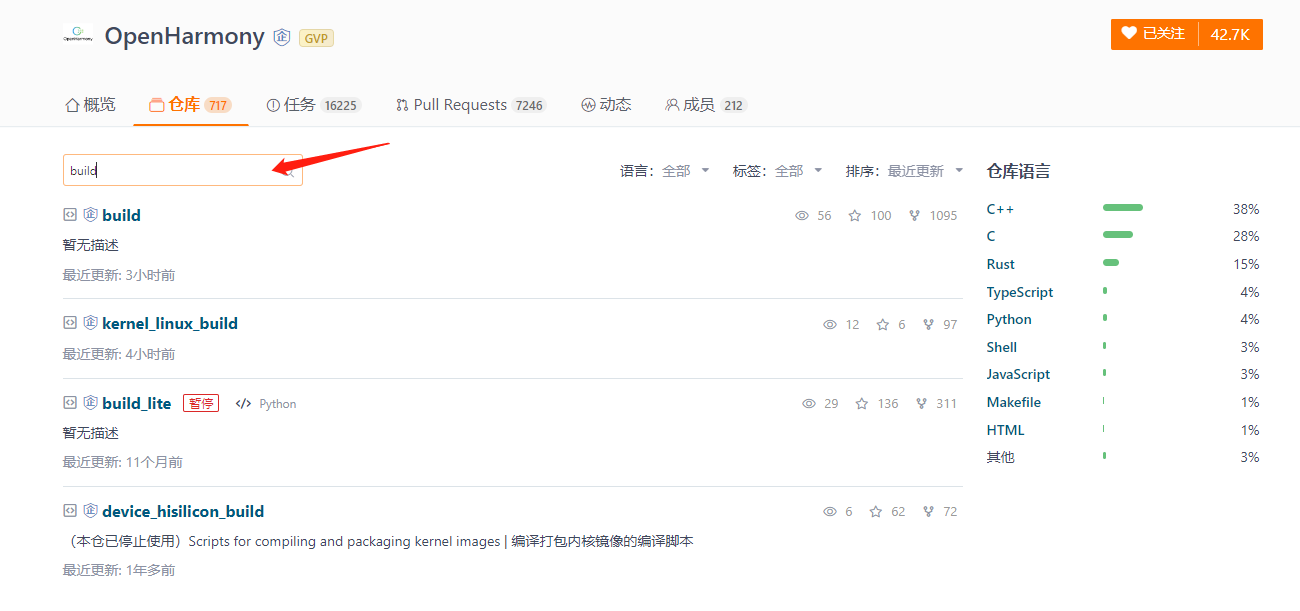 OpenHarmony 企 GVP
已关注 42.7K
概览 仓库 717 任务 16225 Pull Requests 7246 动态 成员 212
build
语言: 全部 标签: 全部 排序: 最近更新
企 build 56 100 1095
暂无描述
最近更新: 3小时前
企 kernel_linux_build 12 6 97
最近更新: 4小时前
企 build_lite 暂停 </> Python 29 136 311
暂无描述
最近更新: 11个月前
企 device_hisilicon_build 6 62 72
（本仓已停止使用）Scripts for compiling and packaging kernel images | 编译打包内核镜像的编译脚本
最近更新: 1年多前
仓库语言
C++ 38%
C 28%
Rust 15%
TypeScript 4%
Python 4%
Shell 3%
JavaScript 3%
Makefile 1%
HTML 1%
其他 3%